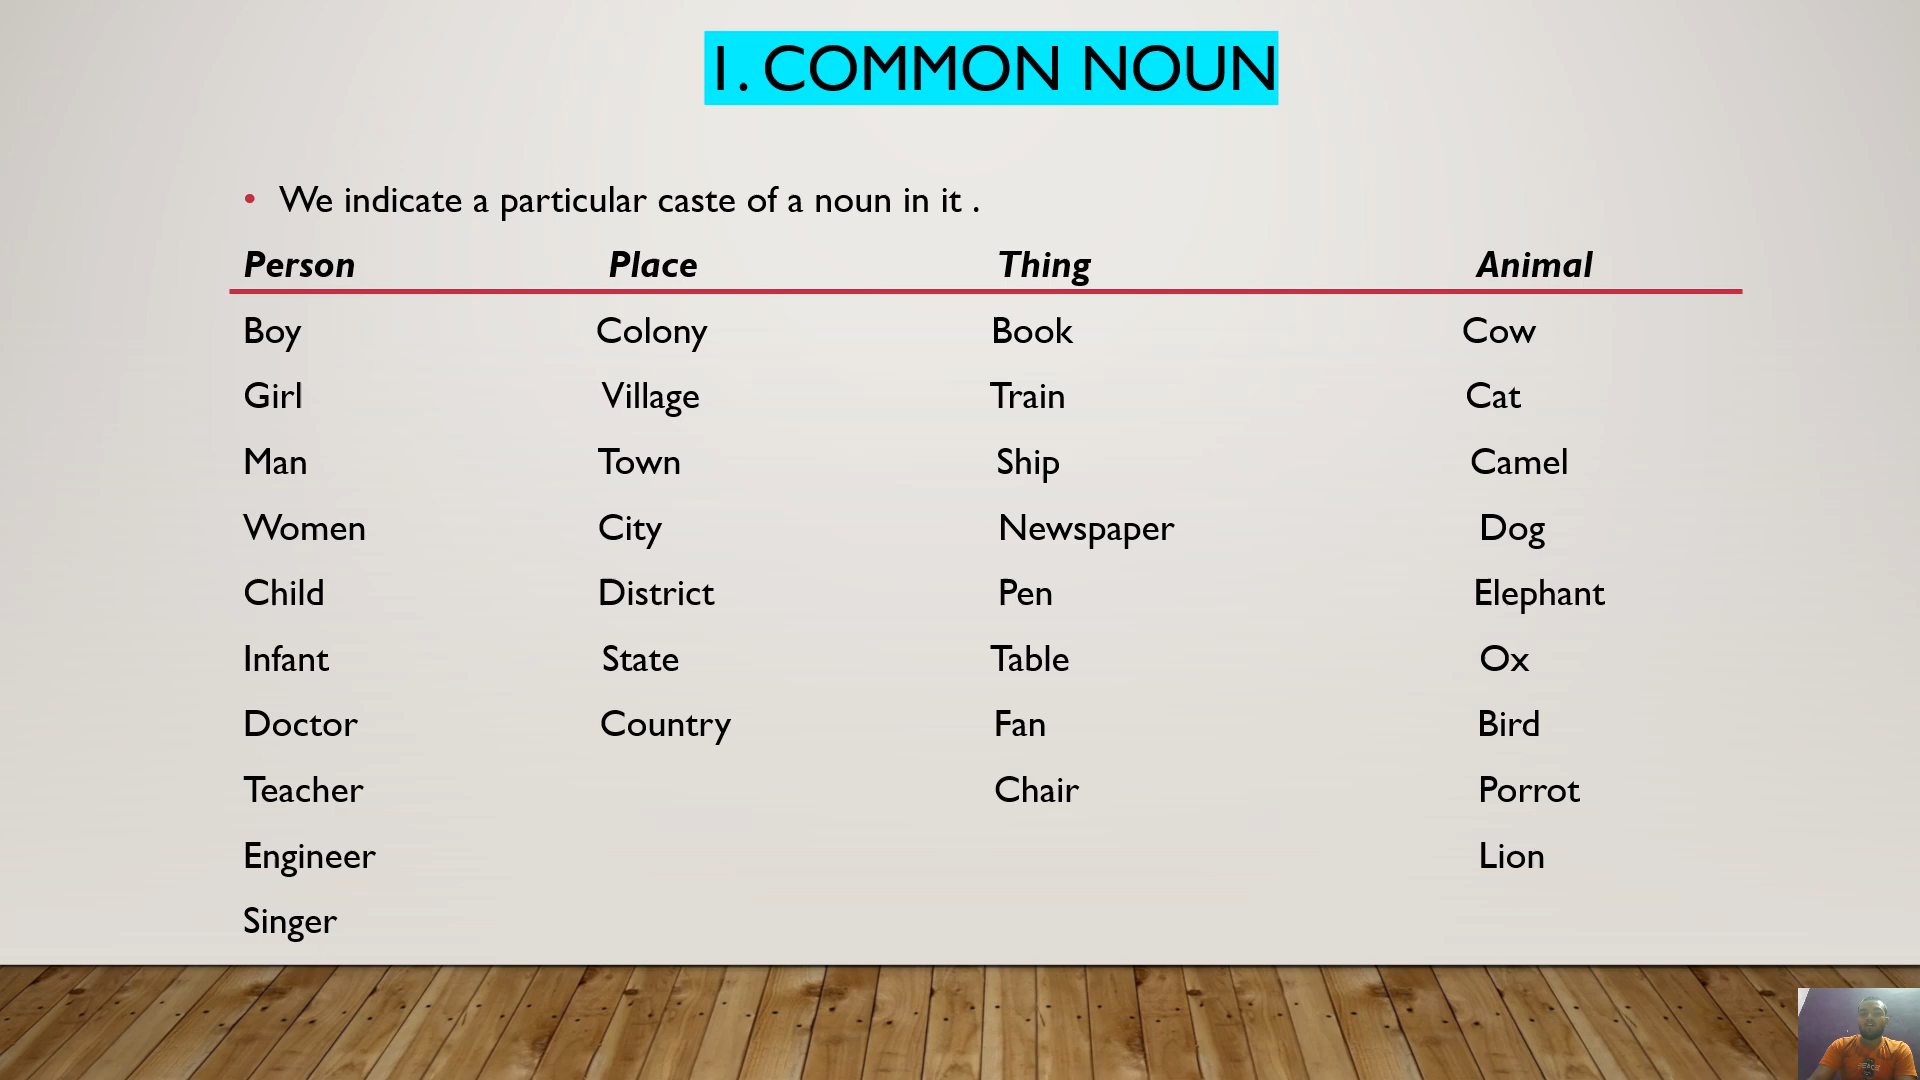 1. COMMON NOUN
• We indicate a particular caste of a noun in it .
Person Place Thing Animal
Boy Colony Book Cow
Girl Village Train Cat
Man Town Ship Camel
Women City Newspaper Dog
Child District Pen Elephant
Infant State Table Ox
Doctor Country Fan Bird
Teacher Chair Porrot
Engineer Lion
Singer